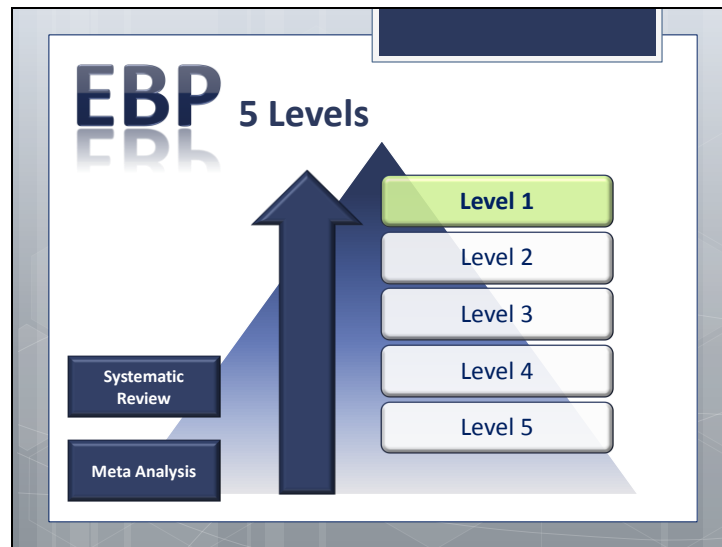 EBP 5 Levels
Level 1
Level 2
Level 3
Level 4
Level 5
Systematic
Review
Meta Analysis